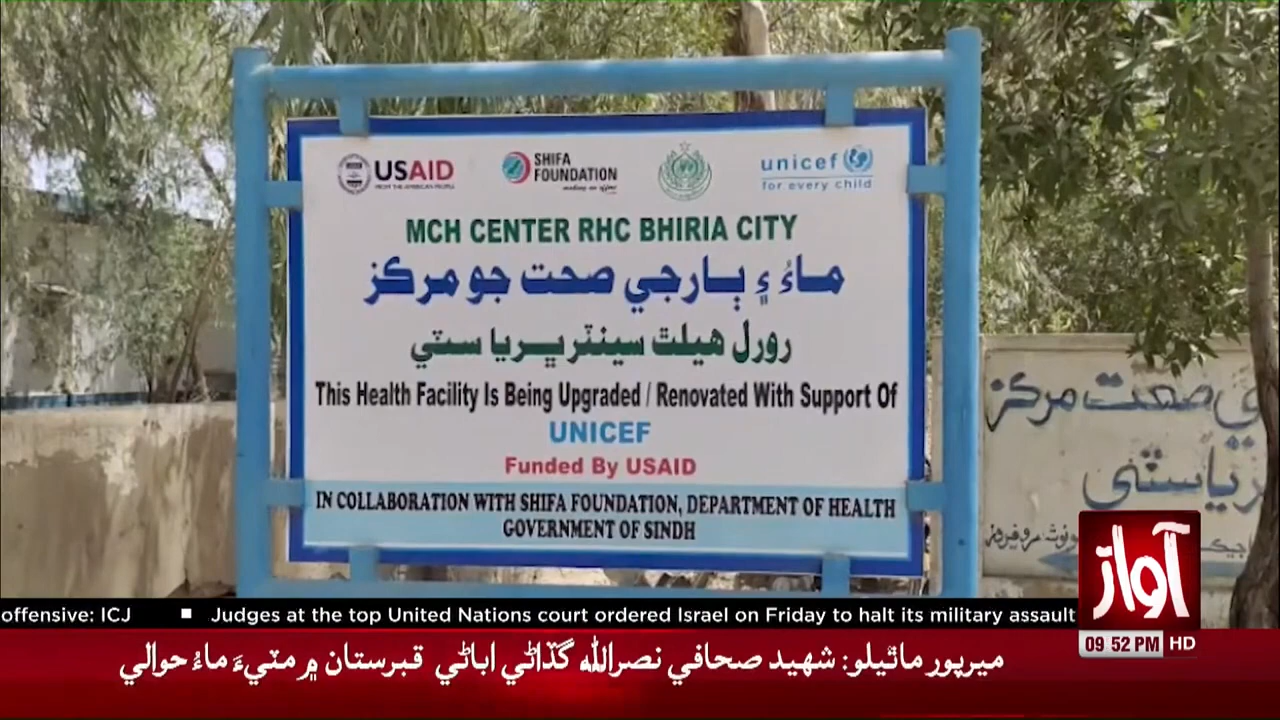 USAID
FROM THE AMERICAN PEOPLE
SHIFA
FOUNDATION
unicef
for every child
MCH CENTER RHC BHIRIA CITY
ماءُ ۽ ٻارجي صحت جو مرڪز
رورل هيلٿ سينٽر ڀريا سٽي
This Health Facility Is Being Upgraded / Renovated With Support Of
UNICEF
Funded By USAID
IN COLLABORATION WITH SHIFA FOUNDATION, DEPARTMENT OF HEALTH
GOVERNMENT OF SINDH
صحت مرڪز
آواز
09 52 PM HD
offensive: ICJ ■ Judges at the top United Nations court ordered Israel on Friday to halt its military assault
ميرپور ماٿيلو: شهيد صحافي نصرالله گڏاڻي اباڻي قبرستان ۾ مٽيءَ ماءُ حوالي